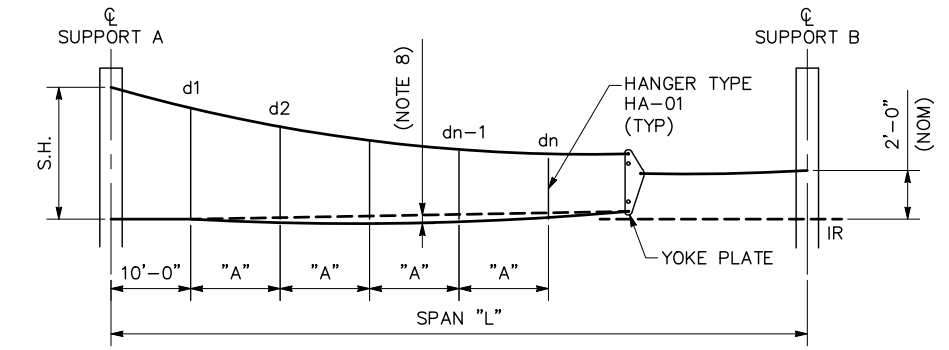 ℄
SUPPORT A
℄
SUPPORT B
d1
d2
(NOTE 8)
dn-1
dn
HANGER TYPE
HA-01
(TYP)
S.H.
2'-0"
(NOM)
IR
YOKE PLATE
10'-0"
"A"
"A"
"A"
"A"
SPAN "L"